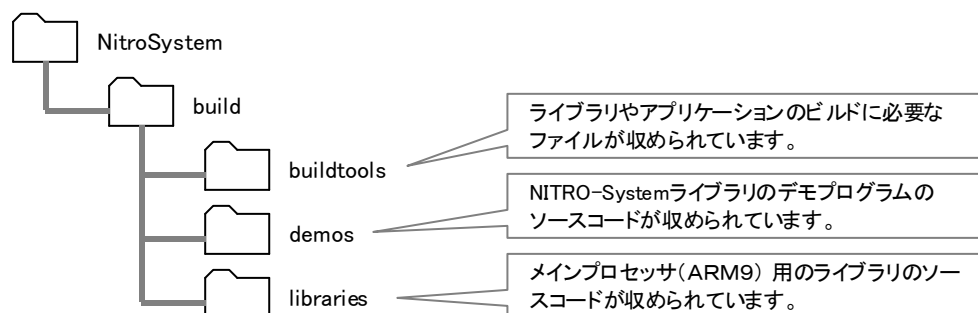 NitroSystem
build
ライブラリやアプリケーションのビルドに必要な
ファイルが収められています。
buildtools
NITRO-Systemライブラリのデモプログラムの
ソースコードが収められています。
demos
メインプロセッサ（ARM9） 用のライブラリのソー
スコードが収められています。
libraries